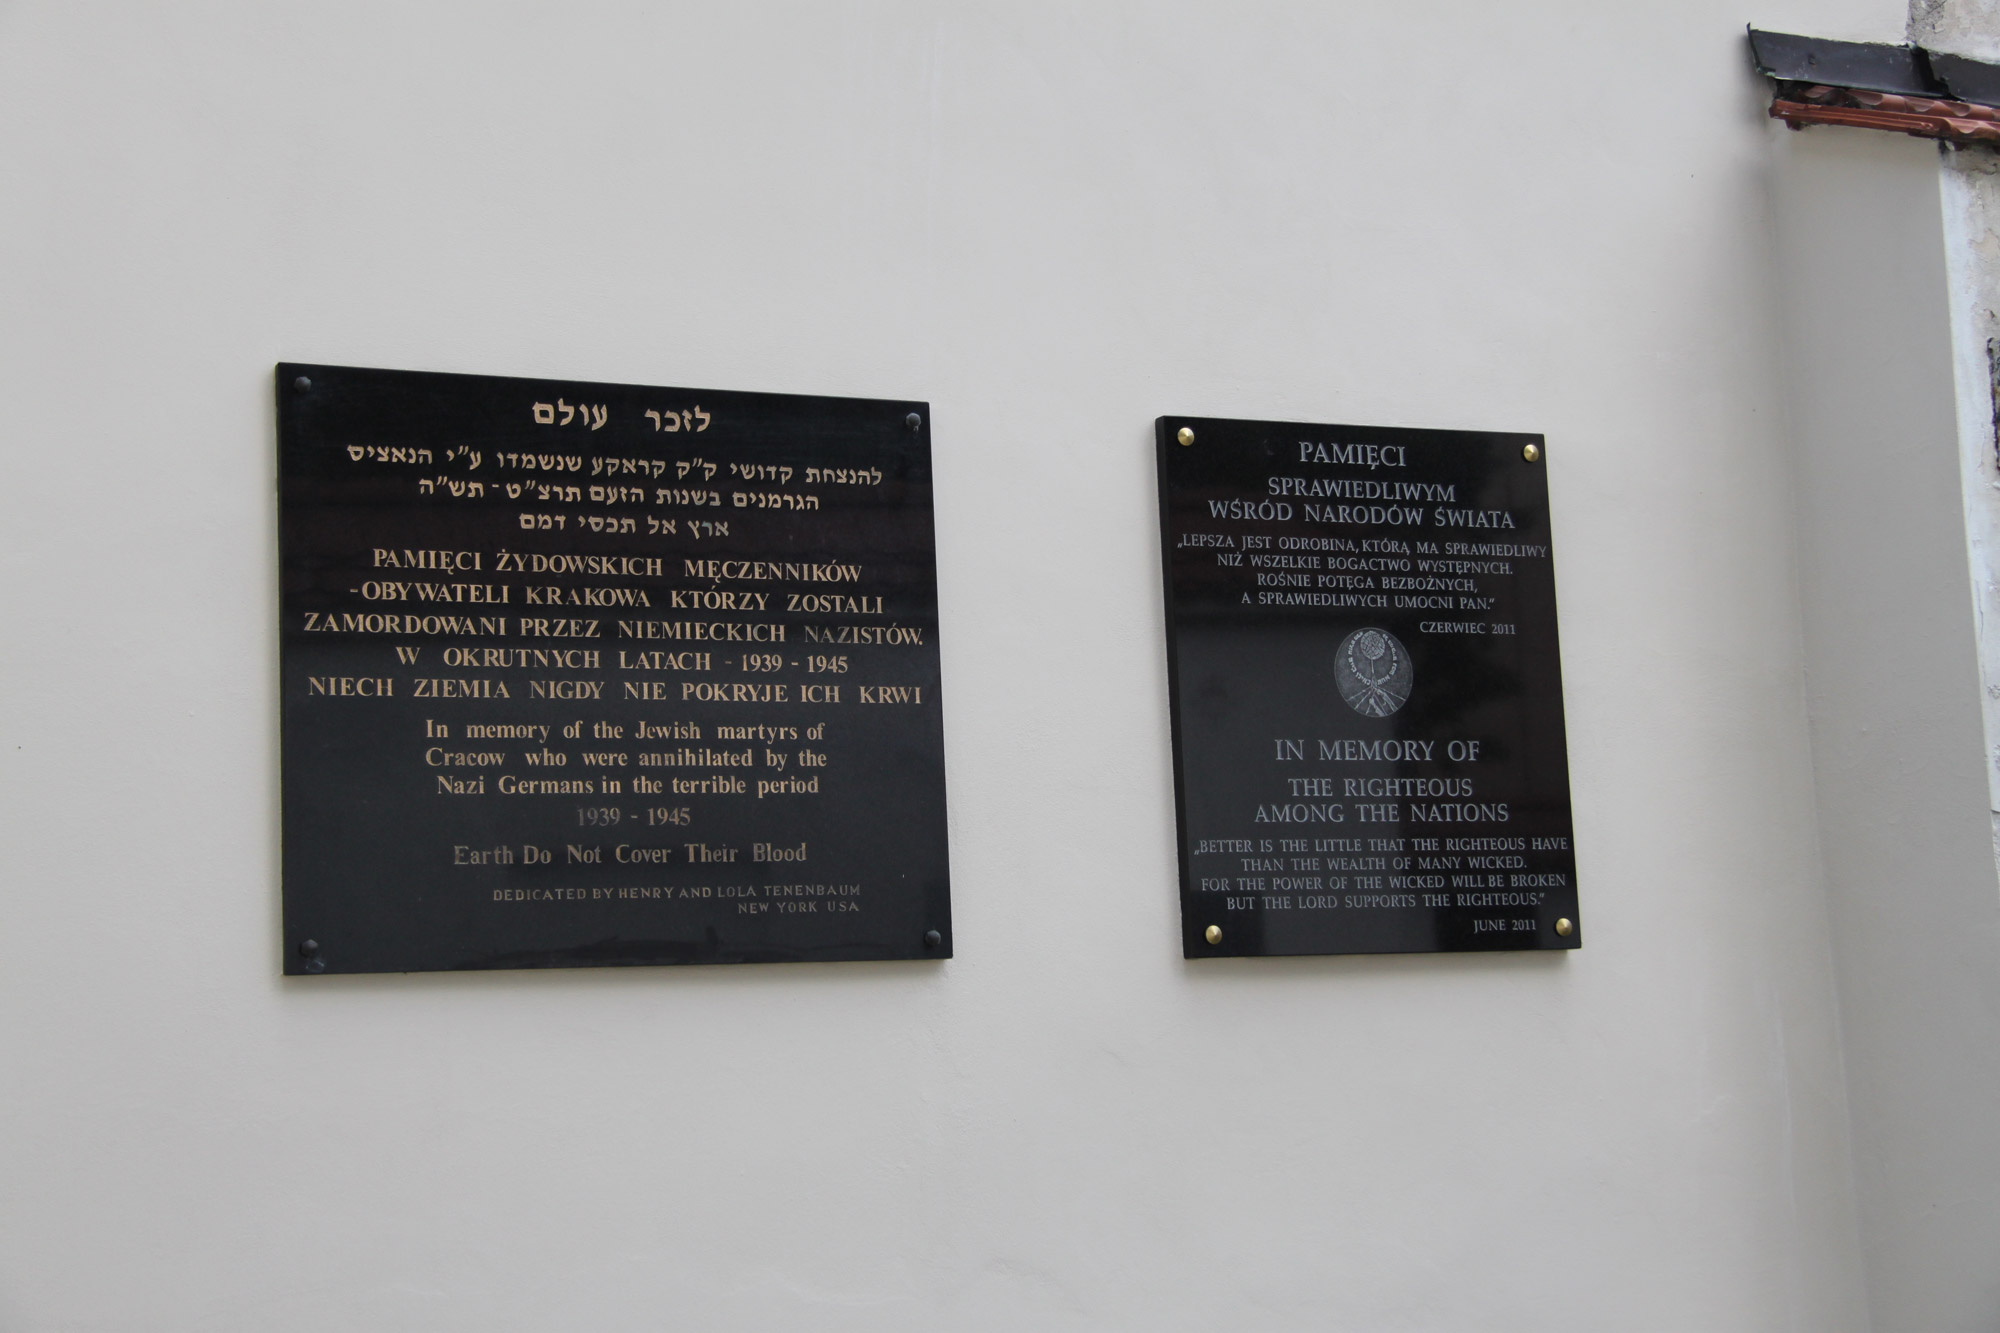 לזכר עולם
להנצחת קדושי ק"ק קראקע שנשמדו ע"י הנאציס
הגרמנים בשנות הזעם תרצ"ט - תש"ה
ארץ אל תכסי דמם
PAMIĘCI ŻYDOWSKICH MĘCZENNIKÓW
-OBYWATELI KRAKOWA KTÓRZY ZOSTALI
ZAMORDOWANI PRZEZ NIEMIECKICH NAZISTÓW.
W OKRUTNYCH LATACH - 1939 - 1945
NIECH ZIEMIA NIGDY NIE POKRYJE ICH KRWI
In memory of the Jewish martyrs of
Cracow who were annihilated by the
Nazi Germans in the terrible period
1939 - 1945
Earth Do Not Cover Their Blood
DEDICATED BY HENRY AND LOLA TENENBAUM
NEW YORK USA
PAMIĘCI
SPRAWIEDLIWYM
WŚRÓD NARODÓW ŚWIATA
„LEPSZA JEST ODROBINA, KTÓRĄ MA SPRAWIEDLIWY
NIŻ WSZELKIE BOGACTWO WYSTĘPNYCH.
ROŚNIE POTĘGA BEZBOŻNYCH,
A SPRAWIEDLIWYCH UMOCNI PAN."
CZERWIEC 2011
IN MEMORY OF
THE RIGHTEOUS
AMONG THE NATIONS
„BETTER IS THE LITTLE THAT THE RIGHTEOUS HAVE
THAN THE WEALTH OF MANY WICKED.
FOR THE POWER OF THE WICKED WILL BE BROKEN
BUT THE LORD SUPPORTS THE RIGHTEOUS."
JUNE 2011